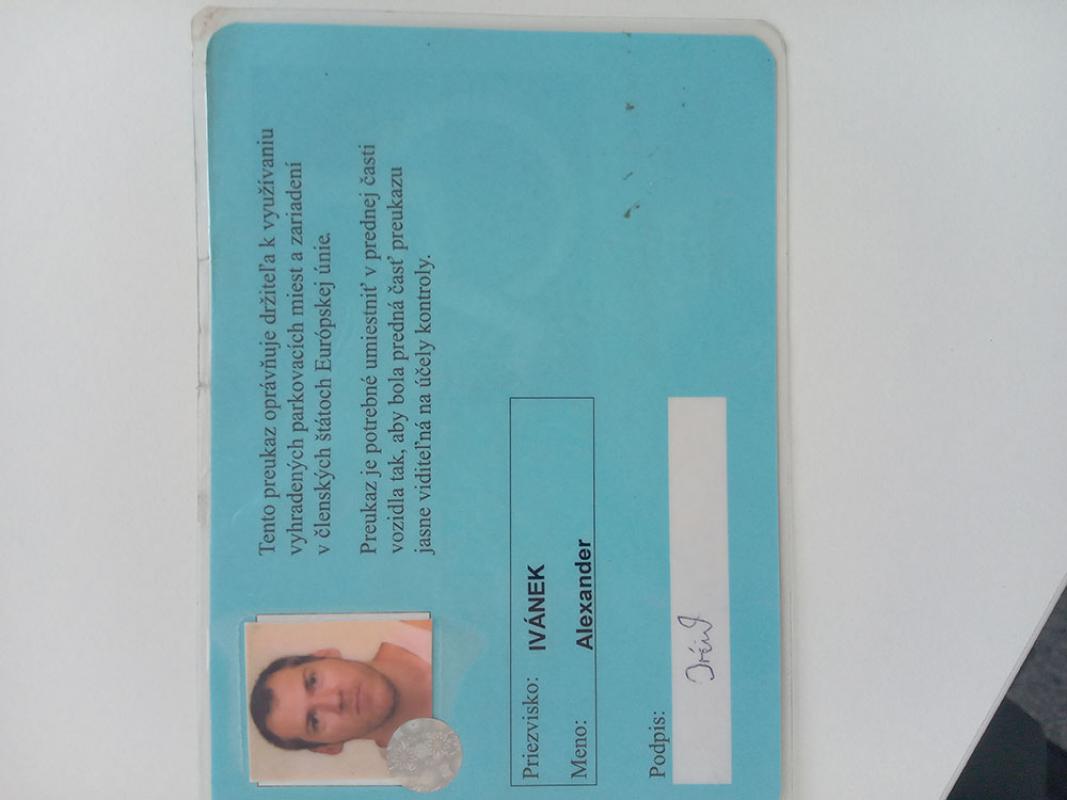 Tento preukaz oprávňuje držiteľa k využívaniu
vyhradených parkovacích miest a zariadení
v členských štátoch Európskej únie.
Preukaz je potrebné umiestniť v prednej časti
vozidla tak, aby bola predná časť preukazu
jasne viditeľná na účely kontroly.
Priezvisko: IVÁNEK
Meno: Alexander
Podpis: